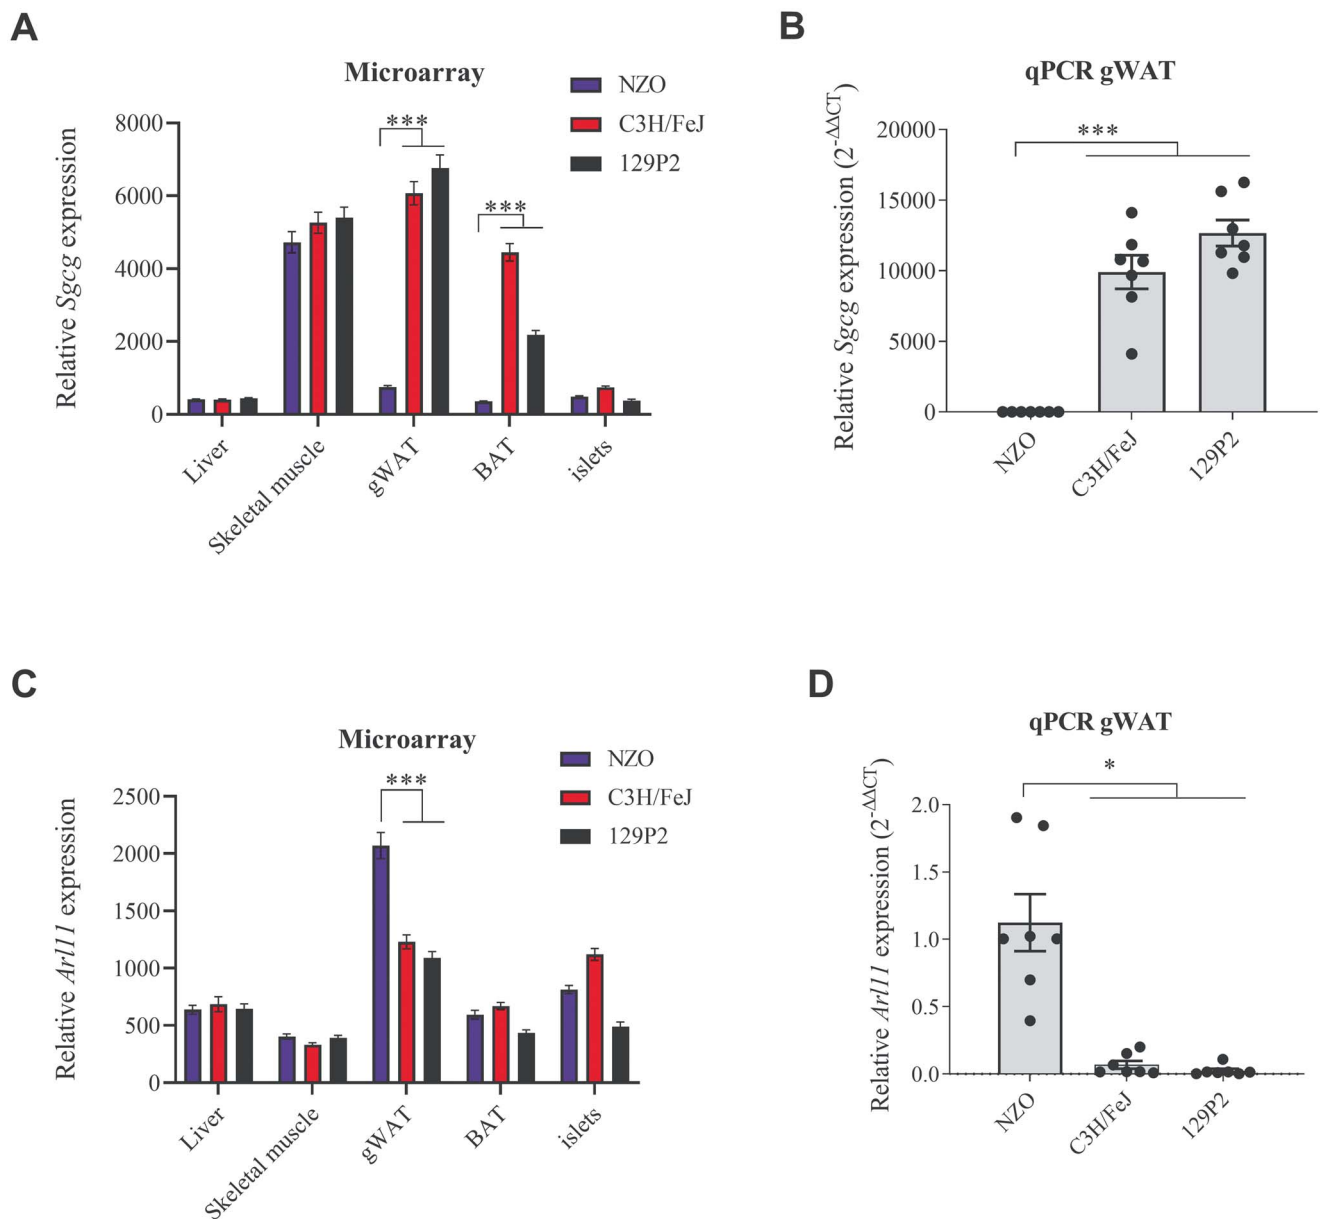 A
Microarray
NZO
C3H/FeJ
129P2
Relative Sgcg expression
8000
6000
4000
2000
0
***
***
Liver
Skeletal muscle
gWAT
BAT
islets
B
qPCR gWAT
Relative Sgcg expression (2-ΔΔCT)
20000
15000
10000
5000
0
***
NZO
C3H/FeJ
129P2
C
Microarray
NZO
C3H/FeJ
129P2
Relative Arl11 expression
2500
2000
1500
1000
500
0
***
Liver
Skeletal muscle
gWAT
BAT
islets
D
qPCR gWAT
Relative Arl11 expression (2-ΔΔCT)
2.0
1.5
1.0
0.5
0.0
*
NZO
C3H/FeJ
129P2